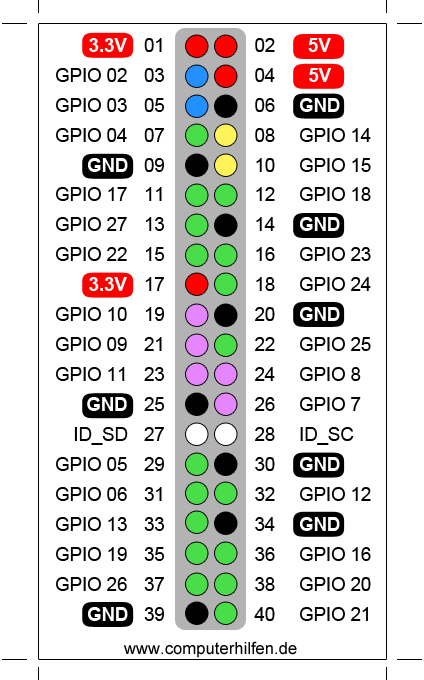 3.3V 01 02 5V
GPIO 02 03 04 5V
GPIO 03 05 06 GND
GPIO 04 07 08 GPIO 14
GND 09 10 GPIO 15
GPIO 17 11 12 GPIO 18
GPIO 27 13 14 GND
GPIO 22 15 16 GPIO 23
3.3V 17 18 GPIO 24
GPIO 10 19 20 GND
GPIO 09 21 22 GPIO 25
GPIO 11 23 24 GPIO 8
GND 25 26 GPIO 7
ID_SD 27 28 ID_SC
GPIO 05 29 30 GND
GPIO 06 31 32 GPIO 12
GPIO 13 33 34 GND
GPIO 19 35 36 GPIO 16
GPIO 26 37 38 GPIO 20
GND 39 40 GPIO 21
www.computerhilfen.de